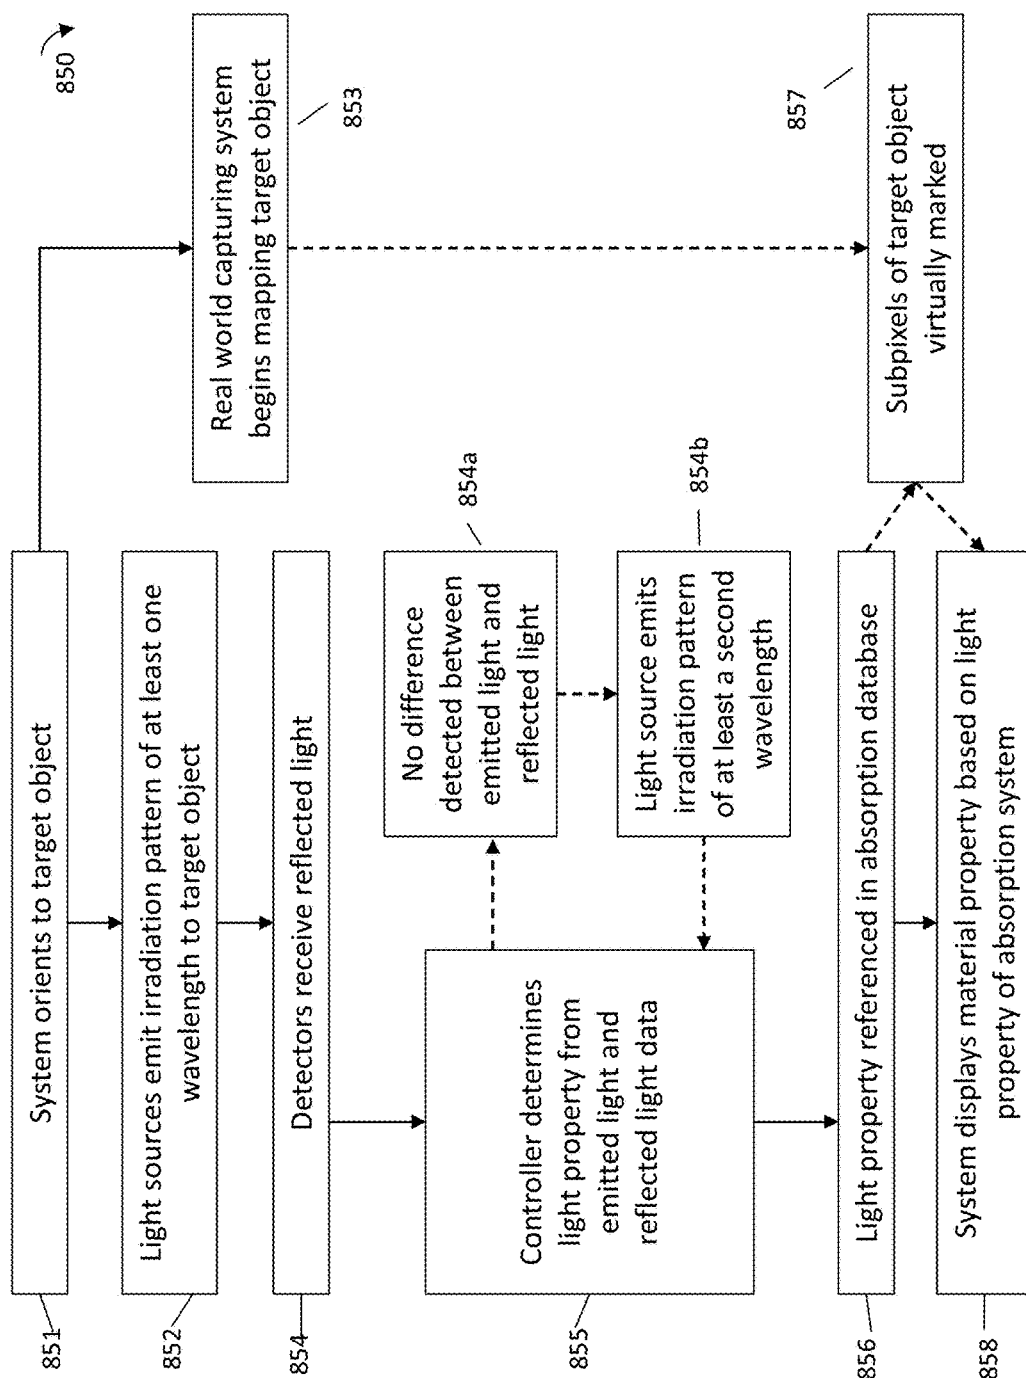 850
851
System orients to target object
852
Light sources emit irradiation pattern of at least one
wavelength to target object
853
Real world capturing system
begins mapping target object
854
Detectors receive reflected light
854a
No difference
detected between
emitted light and
reflected light
854b
Light source emits
irradiation pattern
of at least a second
wavelength
855
Controller determines
light property from
emitted light and
reflected light data
856
Light property referenced in absorption database
857
Subpixels of target object
virtually marked
858
System displays material property based on light
property of absorption system